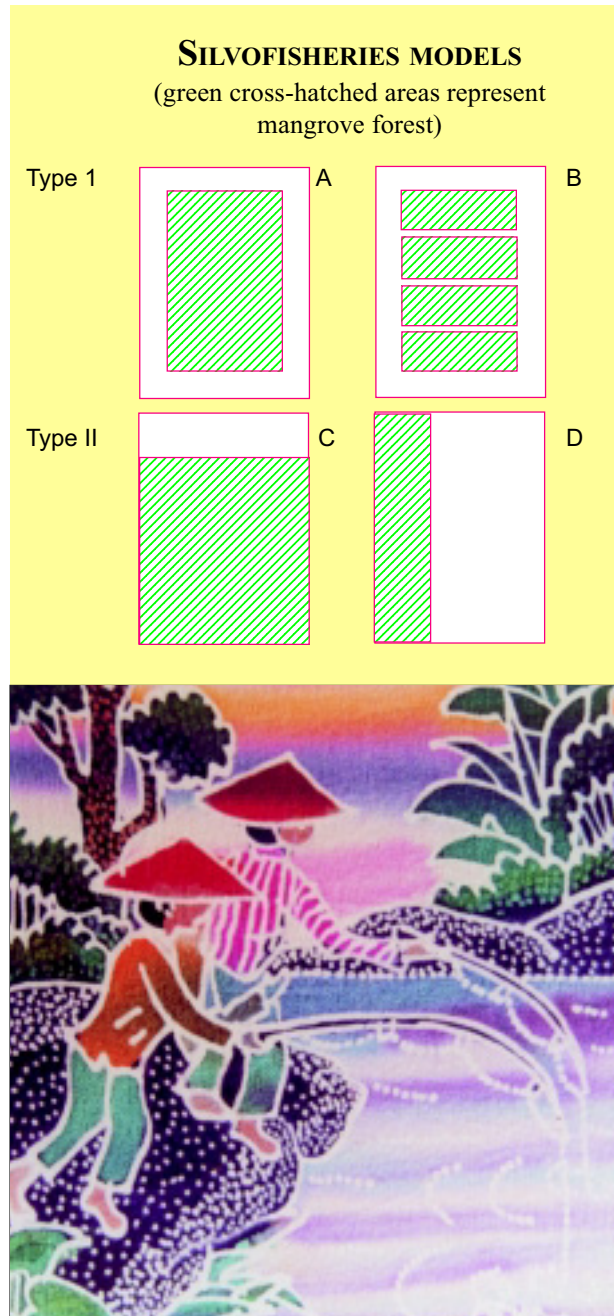 SILVOFISHERIES MODELS
(green cross-hatched areas represent
mangrove forest)
Type 1 A B
Type II C D